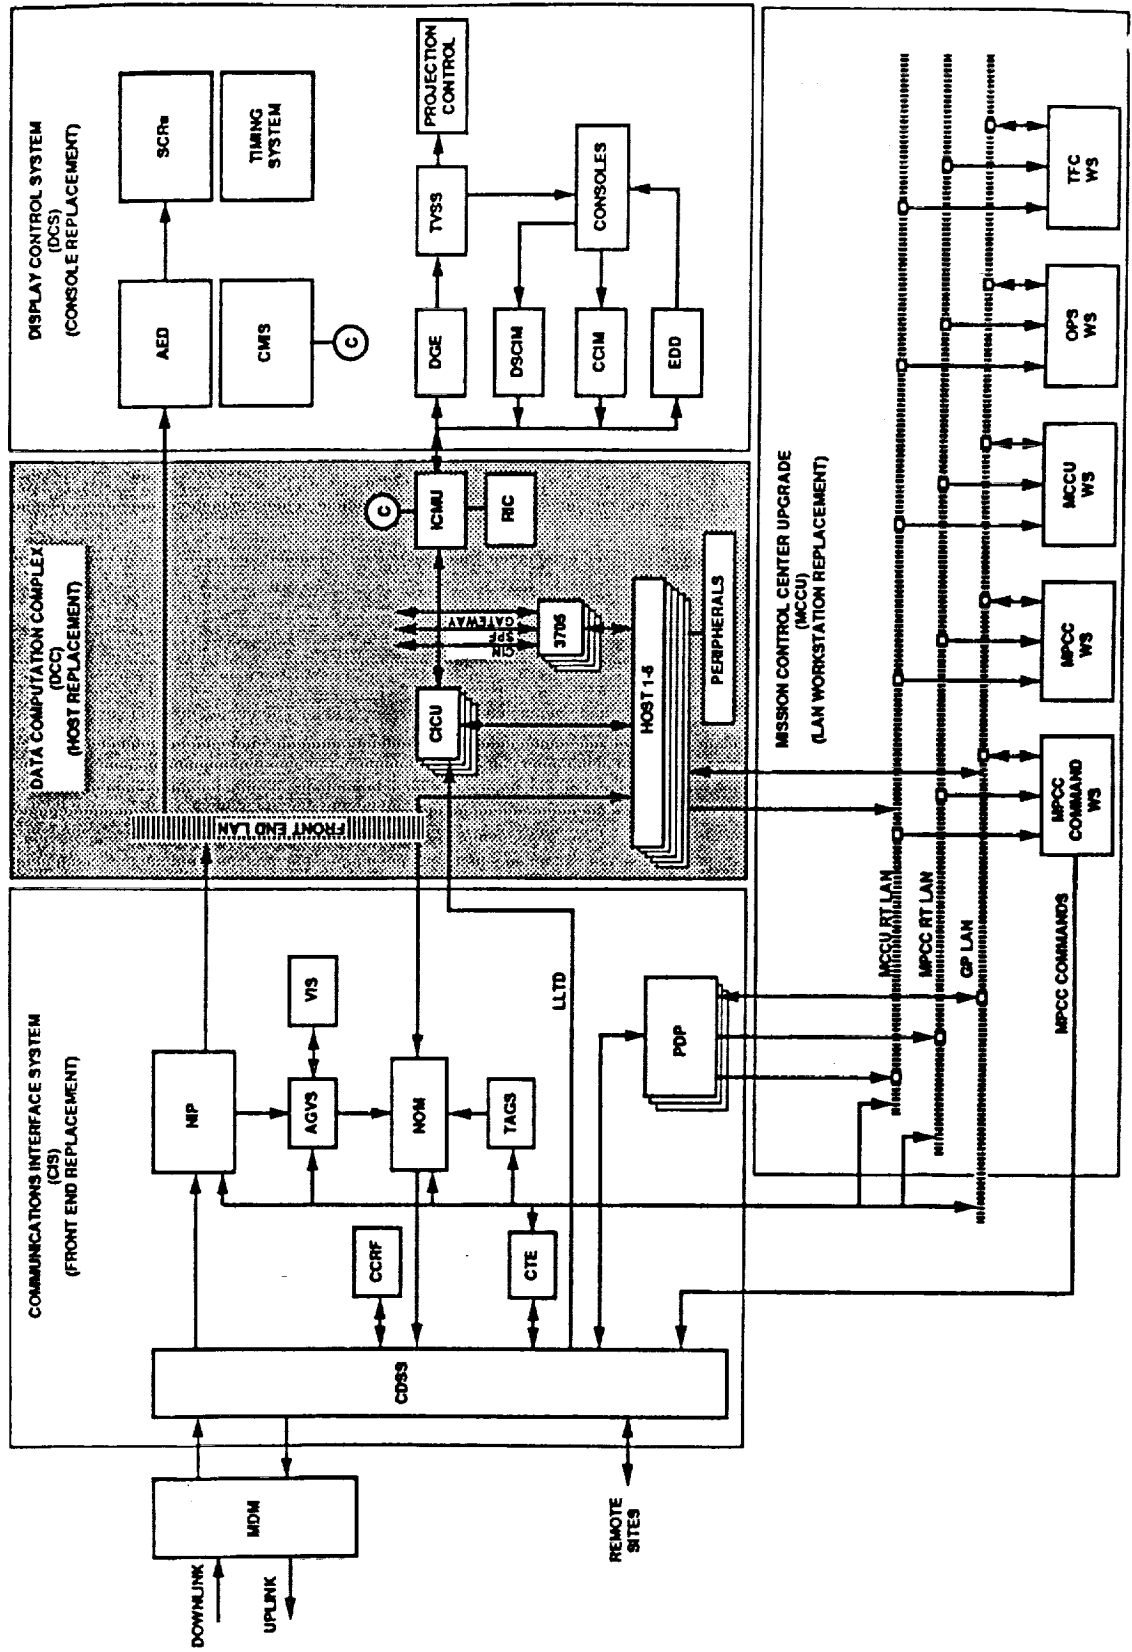 COMMUNICATIONS INTERFACE SYSTEM
(CIS)
(FRONT END REPLACEMENT)
DOWNLINK
UPLINK
MDM
REMOTE
SITES
CDSS
NIP
AGVS
VIS
CCRF
NOM
TAGS
CTE
LLTD
PDP
DATA COMPUTATION COMPLEX
(DCC)
(HOST REPLACEMENT)
FRONT END LAN
CICU
CIN
SPF
GATEWAY
3705
C
ICMU
RIC
HOST 1-5
PERIPHERALS
DISPLAY CONTROL SYSTEM
(DCS)
(CONSOLE REPLACEMENT)
AED
SCRs
CMS
TIMING
SYSTEM
C
DGE
TVSS
PROJECTION
CONTROL
DSCIM
CCIM
EDD
CONSOLES
MISSION CONTROL CENTER UPGRADE
(MCCU)
(LAN WORKSTATION REPLACEMENT)
MCCU RT LAN
MPCC RT LAN
GP LAN
MPCC COMMANDS
MPCC
COMMAND
WS
MPCC
WS
MCCU
WS
OPS
WS
TFC
WS